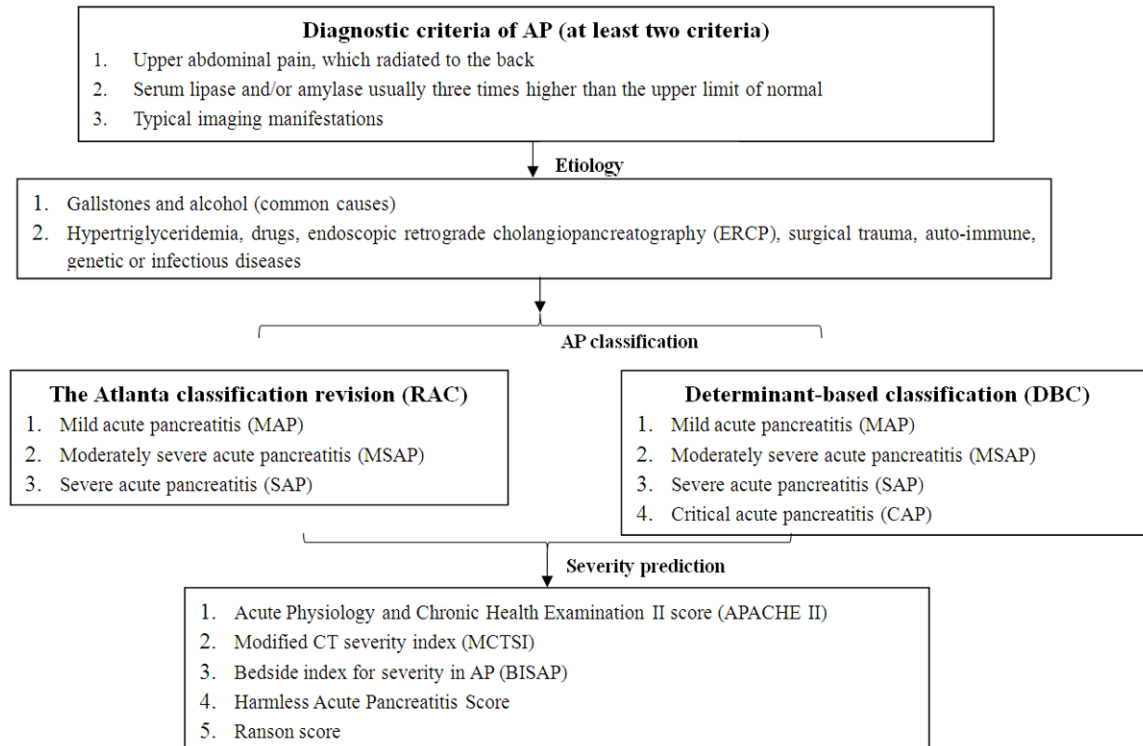 Diagnostic criteria of AP (at least two criteria)
1. Upper abdominal pain, which radiated to the back
2. Serum lipase and/or amylase usually three times higher than the upper limit of normal
3. Typical imaging manifestations
Etiology
1. Gallstones and alcohol (common causes)
2. Hypertriglyceridemia, drugs, endoscopic retrograde cholangiopancreatography (ERCP), surgical trauma, auto-immune,
genetic or infectious diseases
AP classification
The Atlanta classification revision (RAC)
1. Mild acute pancreatitis (MAP)
2. Moderately severe acute pancreatitis (MSAP)
3. Severe acute pancreatitis (SAP)
Determinant-based classification (DBC)
1. Mild acute pancreatitis (MAP)
2. Moderately severe acute pancreatitis (MSAP)
3. Severe acute pancreatitis (SAP)
4. Critical acute pancreatitis (CAP)
Severity prediction
1. Acute Physiology and Chronic Health Examination II score (APACHE II)
2. Modified CT severity index (MCTSI)
3. Bedside index for severity in AP (BISAP)
4. Harmless Acute Pancreatitis Score
5. Ranson score